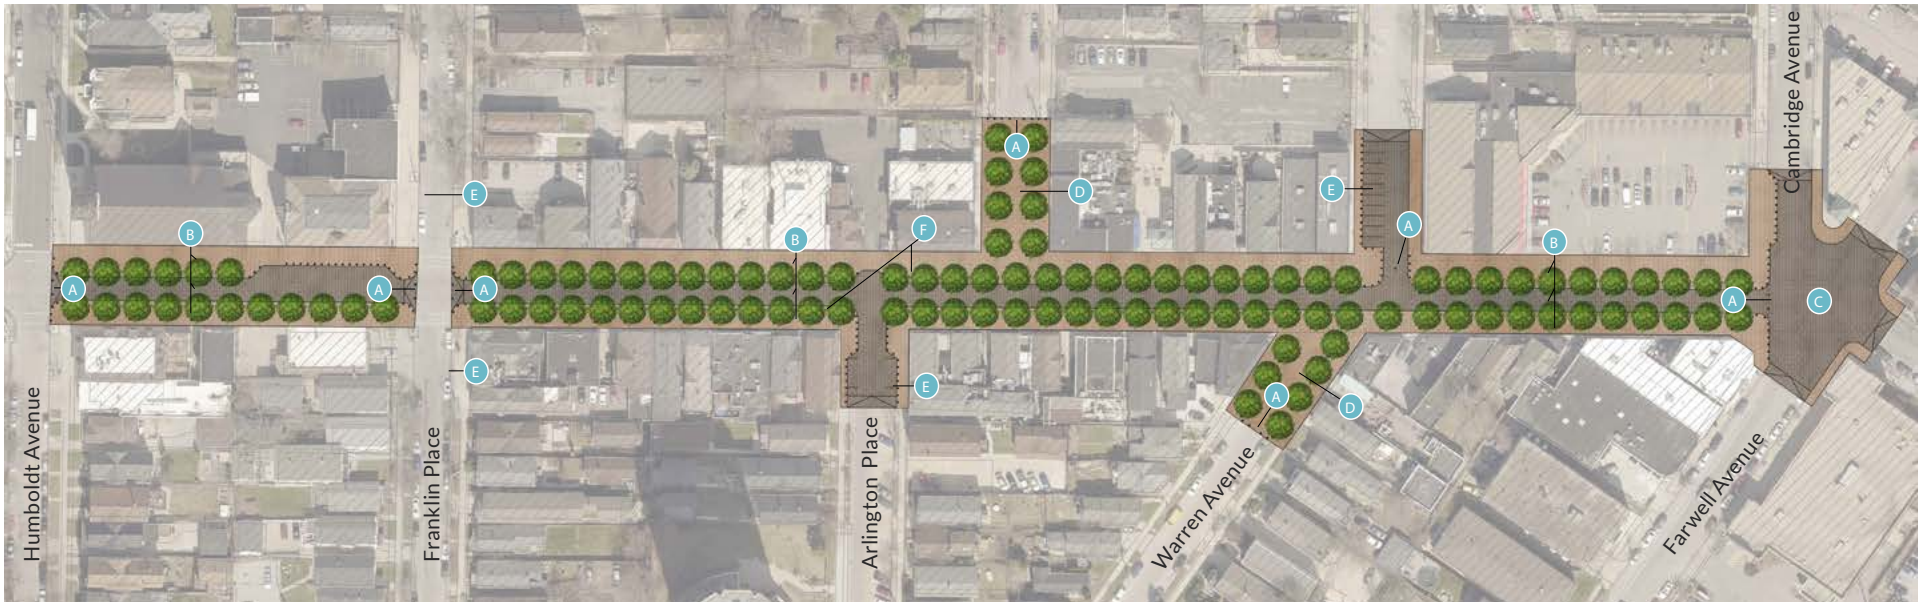 Cambridge Avenue
A
E
D
E
A
B
B
F
B
A
A
A
A
C
E
E
A
D
Humboldt Avenue
Franklin Place
Arlington Place
Warren Avenue
Farwell Avenue